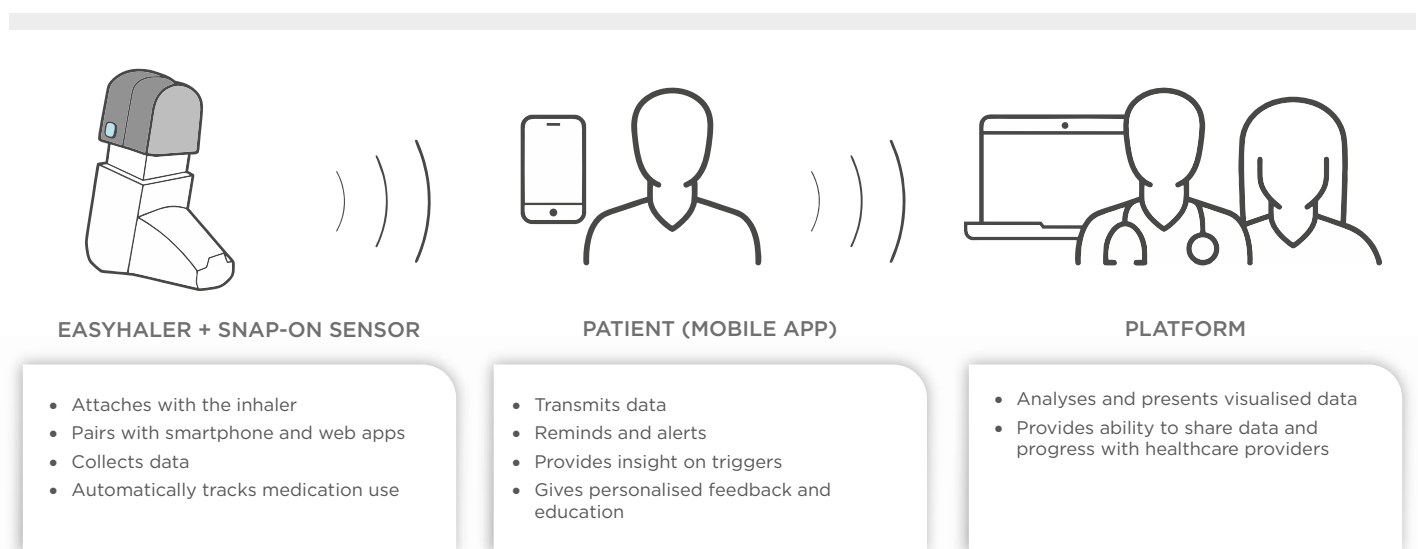 EASYHALER + SNAP-ON SENSOR
• Attaches with the inhaler
• Pairs with smartphone and web apps
• Collects data
• Automatically tracks medication use
PATIENT (MOBILE APP)
• Transmits data
• Reminds and alerts
• Provides insight on triggers
• Gives personalised feedback and
education
PLATFORM
• Analyses and presents visualised data
• Provides ability to share data and
progress with healthcare providers